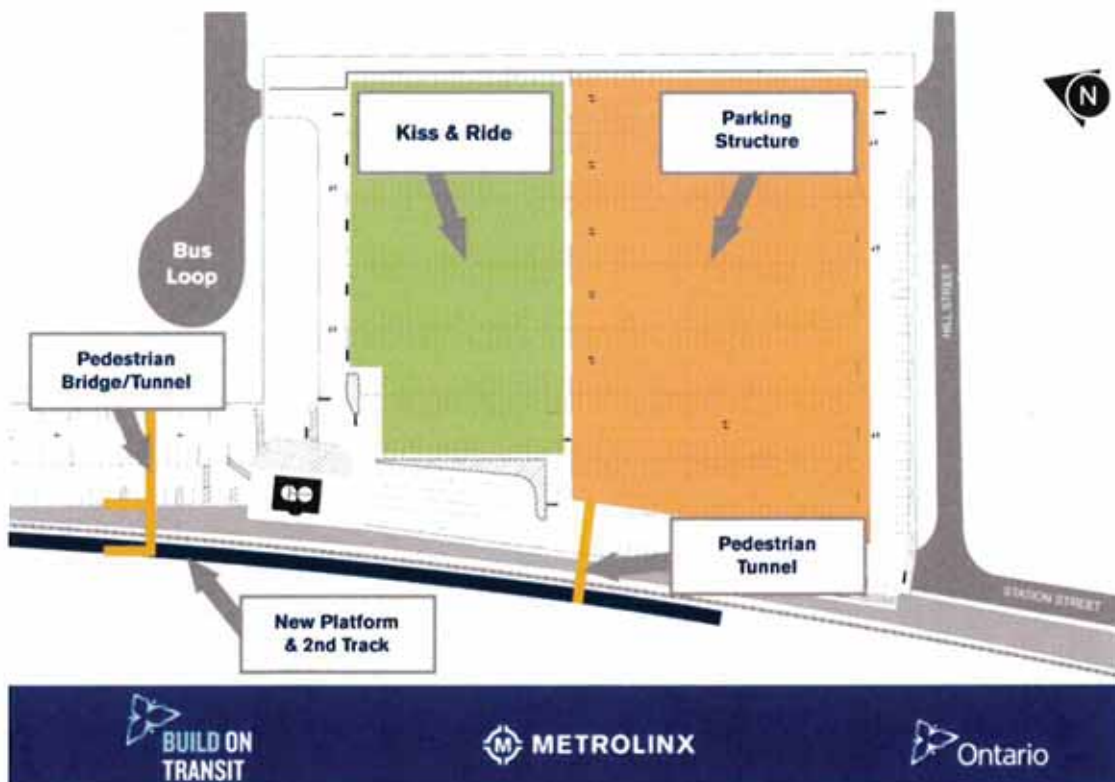 N
Kiss & Ride
Parking
Structure
Bus
Loop
HILL STREET
Pedestrian
Bridge/Tunnel
GO
Pedestrian
Tunnel
STATION STREET
New Platform
& 2nd Track
BUILD ON
TRANSIT
M METROLINX
Ontario